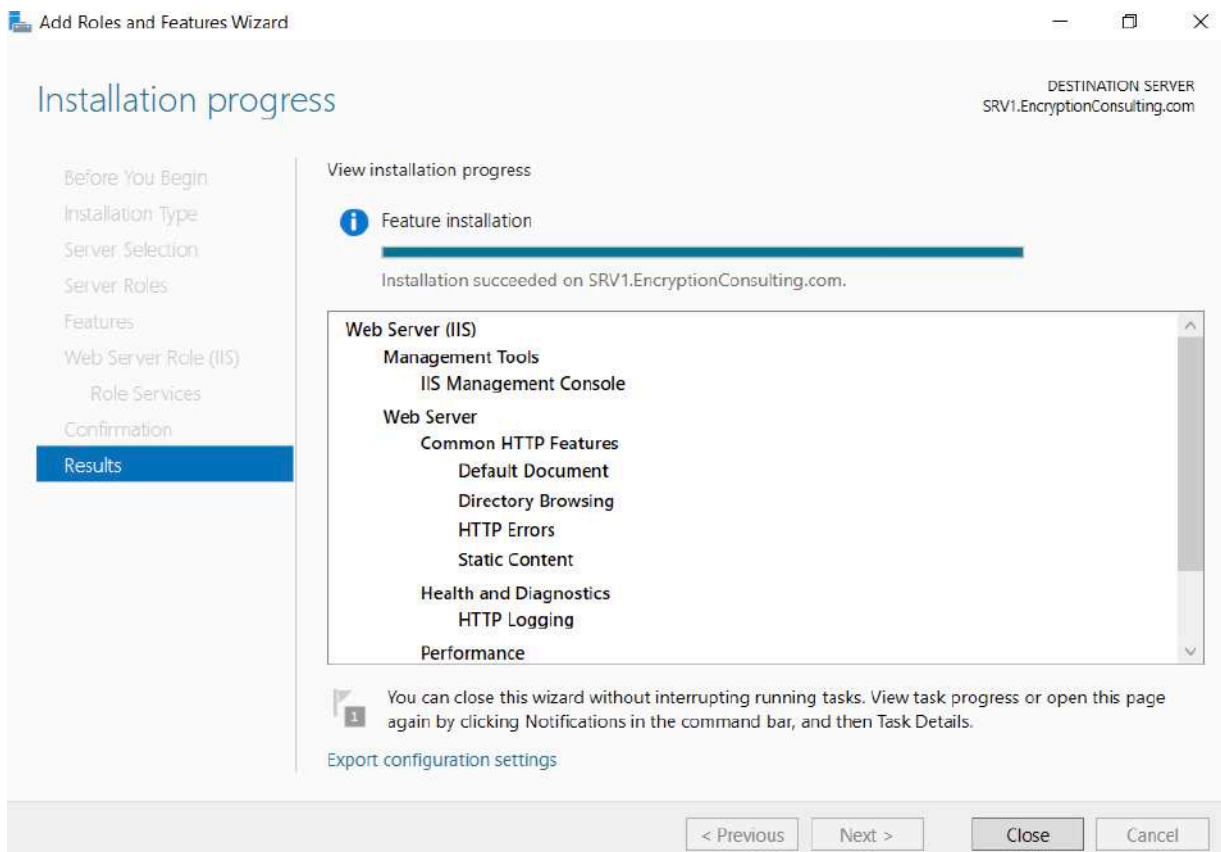 Add Roles and Features Wizard
Installation progress
DESTINATION SERVER
SRV1.EncryptionConsulting.com
Before You Begin
Installation Type
Server Selection
Server Roles
Features
Web Server Role (IIS)
Role Services
Confirmation
Results
View installation progress
Feature installation
Installation succeeded on SRV1.EncryptionConsulting.com.
Web Server (IIS)
Management Tools
IIS Management Console
Web Server
Common HTTP Features
Default Document
Directory Browsing
HTTP Errors
Static Content
Health and Diagnostics
HTTP Logging
Performance
1
You can close this wizard without interrupting running tasks. View task progress or open this page
again by clicking Notifications in the command bar, and then Task Details.
Export configuration settings
< Previous
Next >
Close
Cancel